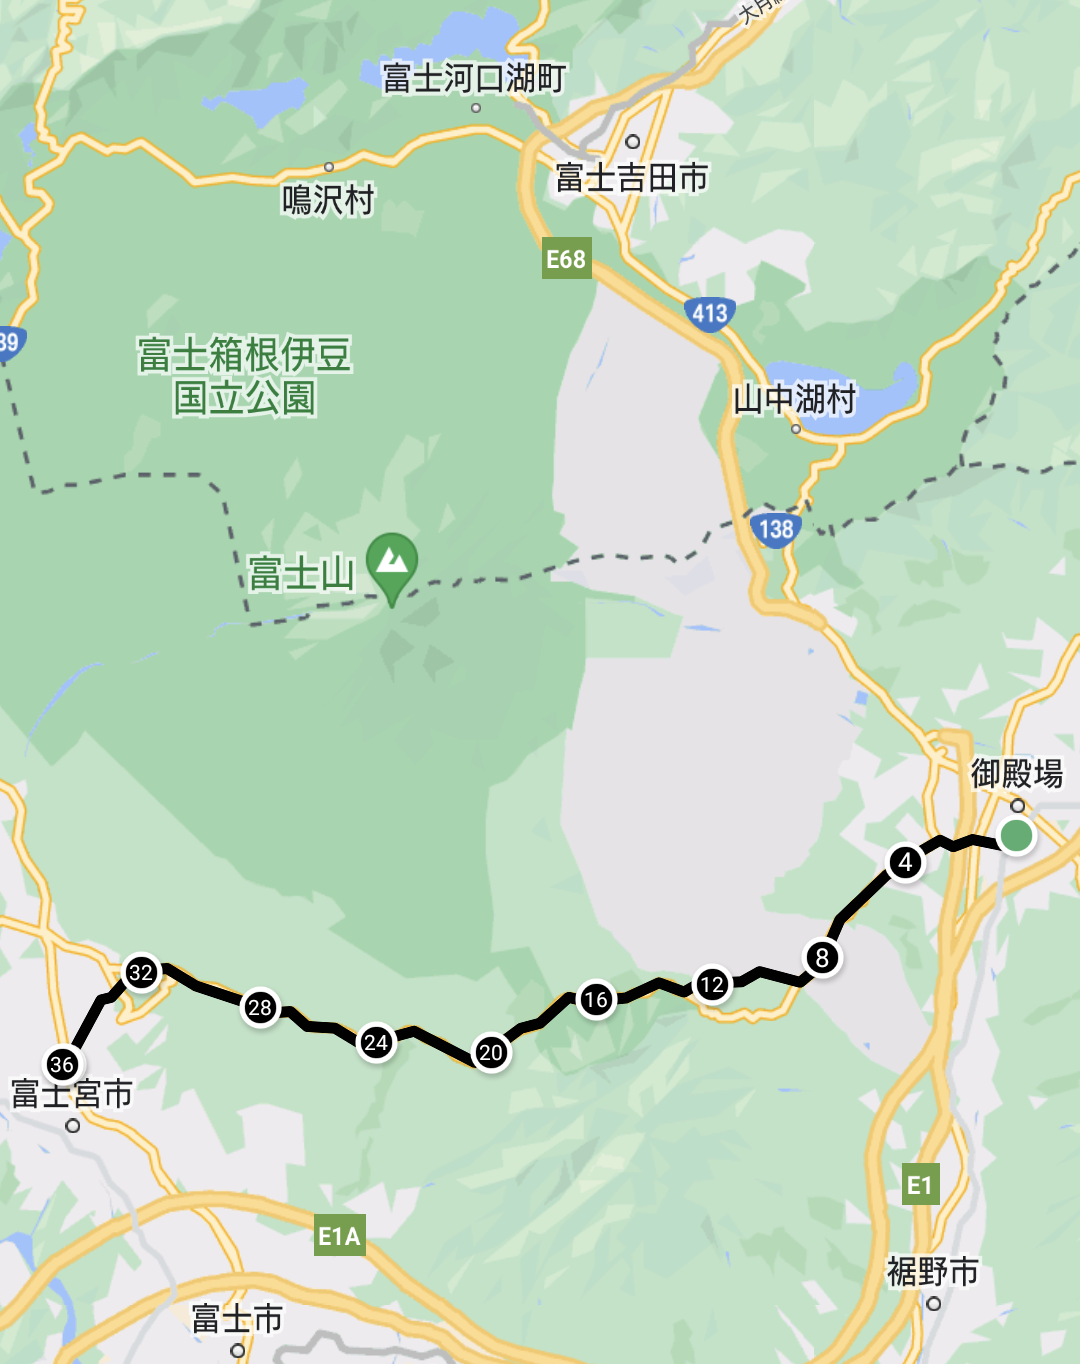 大月線
富士河口湖町
富士吉田市
鳴沢村
E68
413
39
富士箱根伊豆
国立公園
山中湖村
138
富士山
御殿場
4
8
12
16
20
24
28
32
36
富士宮市
E1
E1A
裾野市
富士市